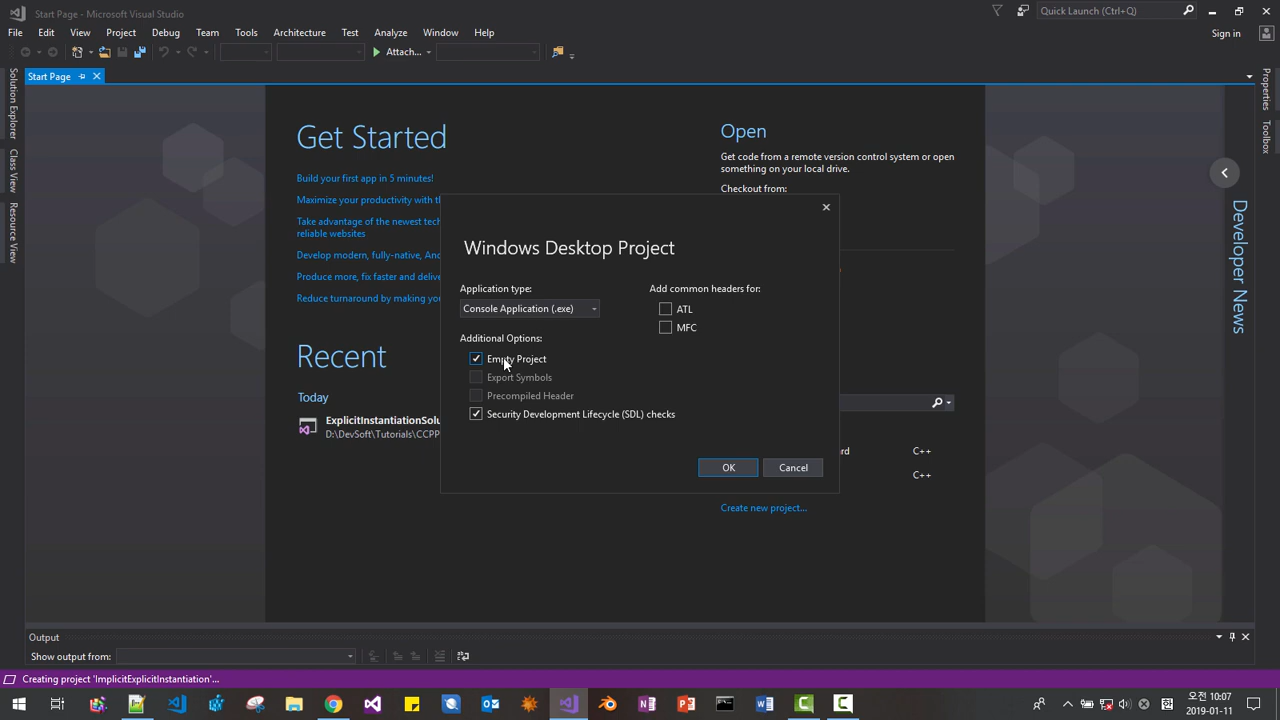 Start Page - Microsoft Visual Studio
Quick Launch (Ctrl+Q)
File Edit View Project Debug Team Tools Architecture Test Analyze Window Help
Sign in
Attach...
Start Page
Solution Explorer
Class View
Resource View
Properties
Toolbox
Get Started
Build your first app in 5 minutes!
Maximize your productivity with th
Take advantage of the newest tech
reliable websites
Develop modern, fully-native, And
Produce more, fix faster and delive
Reduce turnaround by making you
Recent
Today
ExplicitInstantiationSolu
D:\DevSoft\Tutorials\CCPP
Open
Get code from a remote version control system or open
something on your local drive.
Checkout from:
Developer News
Windows Desktop Project
Application type:
Console Application (.exe)
Add common headers for:
ATL
MFC
Additional Options:
Empty Project
Export Symbols
Precompiled Header
Security Development Lifecycle (SDL) checks
OK Cancel
rd C++
C++
Create new project...
Output
Show output from:
Creating project 'ImplicitExplicitInstantiation'...
오전 10:07
2019-01-11